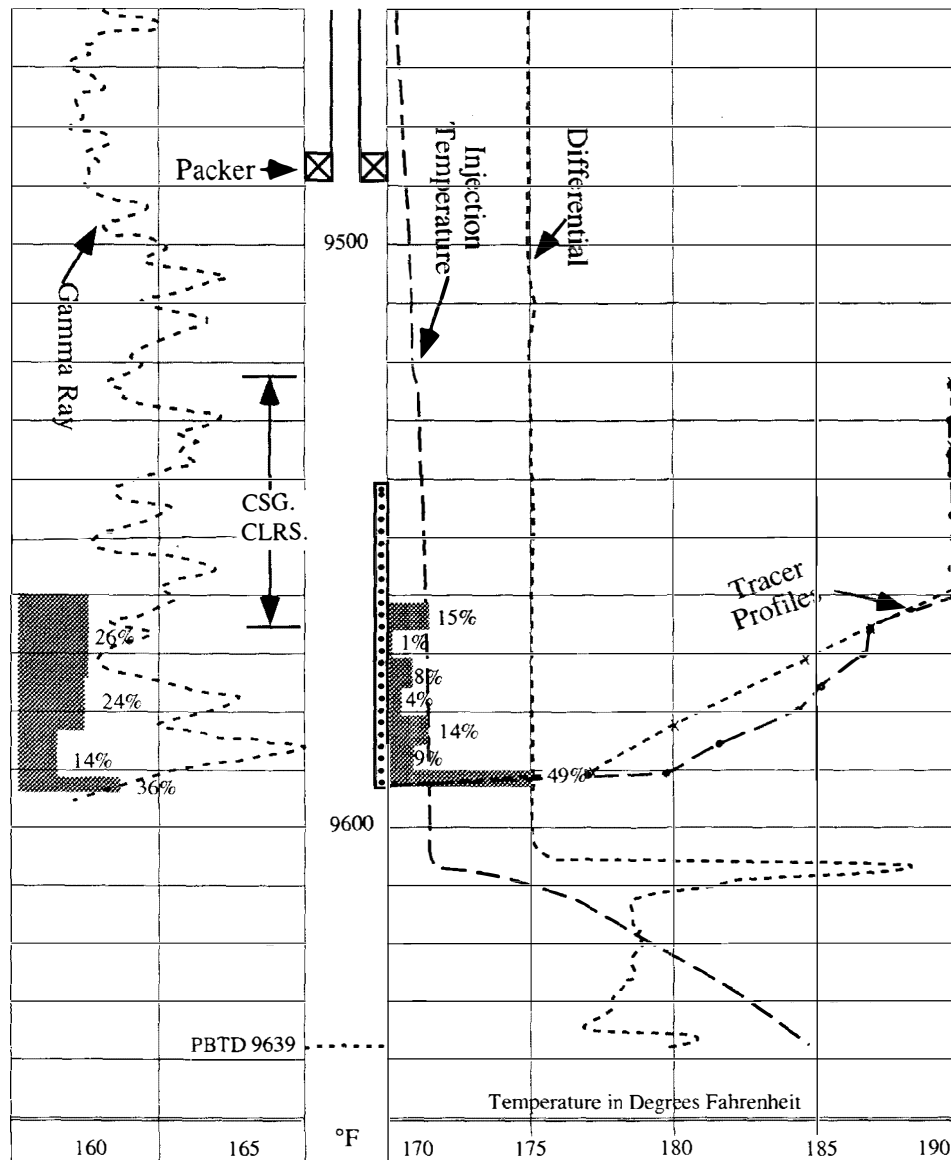 Packer
Injection
Temperature
Differential
9500
Gamma Ray
CSG.
CLRS.
Tracer
Profiles
15%
26%
1%
8%
24%
4%
14%
9%
14%
49%
36%
9600
PBTD 9639
Temperature in Degrees Fahrenheit
160 165 °F 170 175 180 185 190